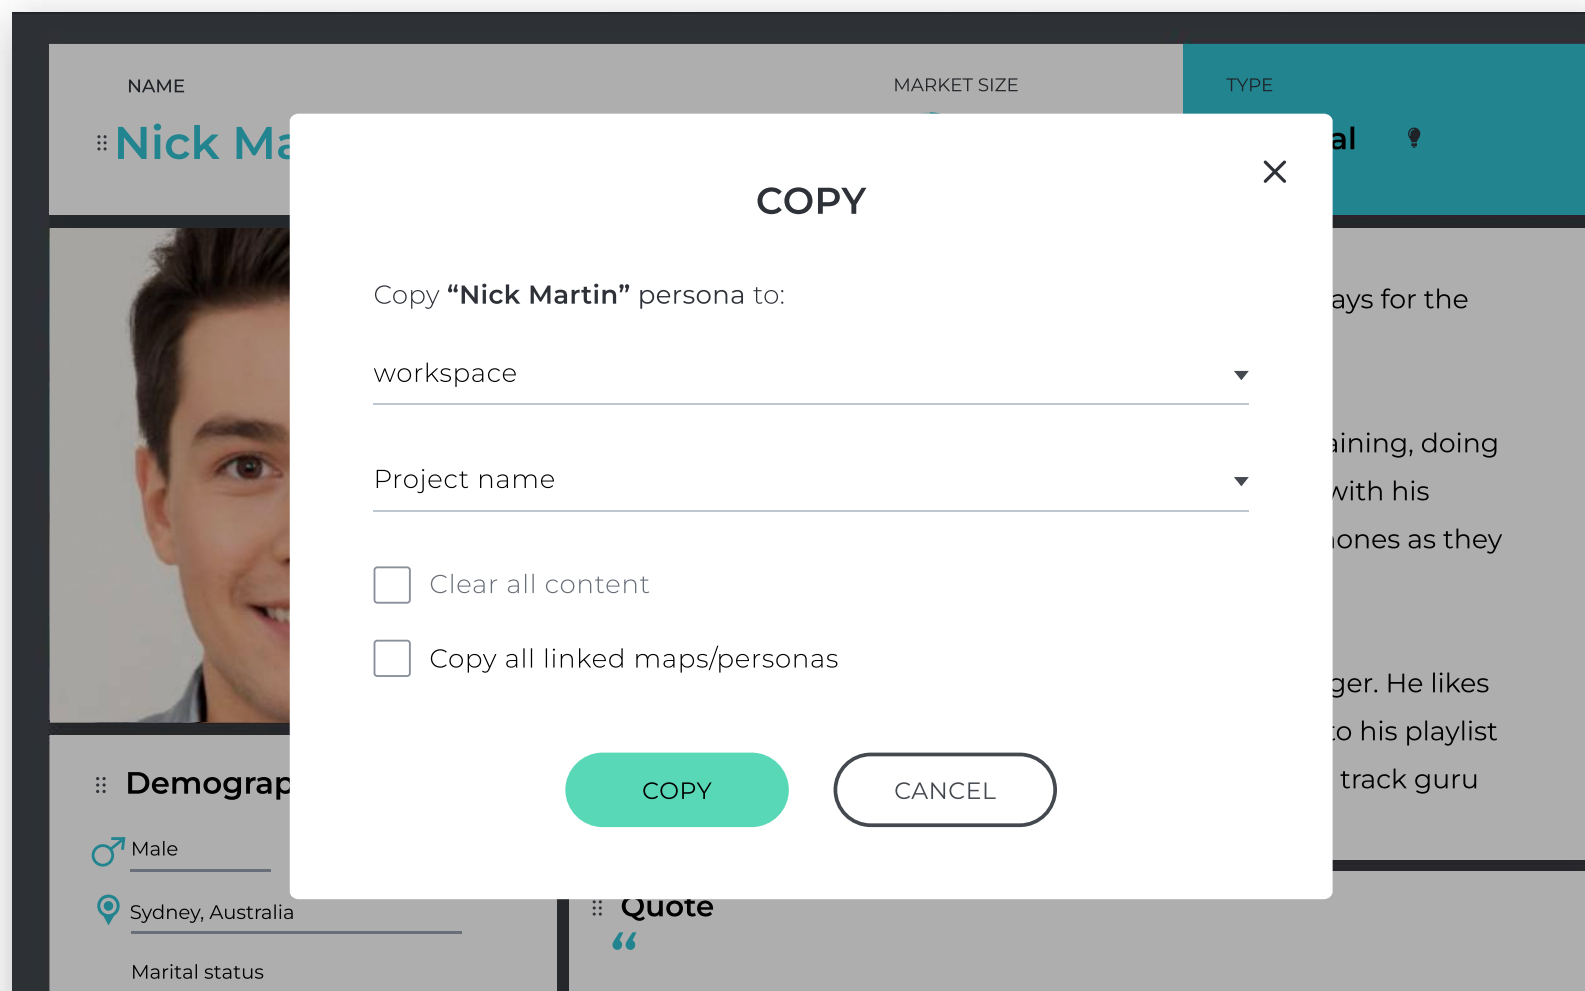 NAME
MARKET SIZE
TYPE
Nick Ma
al
COPY
Copy “Nick Martin” persona to:
ays for the
workspace
aining, doing
Project name
with his
ones as they
Clear all content
Copy all linked maps/personas
ger. He likes
to his playlist
Demograp
COPY
CANCEL
track guru
Male
Sydney, Australia
Quote
“
Marital status